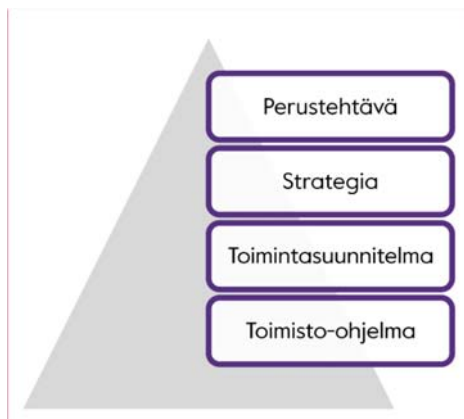 Perustehtävä
Strategia
Toimintasuunnitelma
Toimisto-ohjelma